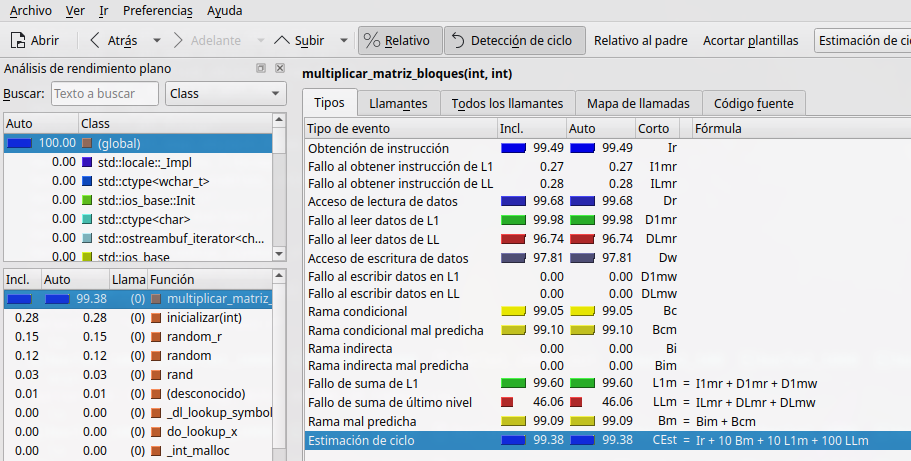 Archivo Ver Ir Preferencias Ayuda
Abrir Atrás Adelante Subir Relativo Detección de ciclo Relativo al padre Acortar plantillas Estimación de ciclo
Análisis de rendimiento plano
Buscar: Texto a buscar Class
Auto Class
100.00 (global)
0.00 std::locale::_Impl
0.00 std::ctype<wchar_t>
0.00 std::ios_base::Init
0.00 std::ctype<char>
0.00 std::ostreambuf_iterator<ch...
0.00 std::ios_base
Incl. Auto Llama Función
99.38 (0) multiplicar_matriz_
0.28 0.28 (0) inicializar(int)
0.15 0.15 (0) random_r
0.12 0.12 (0) random
0.03 0.03 (0) rand
0.01 0.01 (0) (desconocido)
0.00 0.00 (0) _dl_lookup_symbol
0.00 0.00 (0) do_lookup_x
0.00 0.00 (0) _int_malloc
multiplicar_matriz_bloques(int, int)
Tipos Llamantes Todos los llamantes Mapa de llamadas Código fuente
Tipo de evento Incl. Auto Corto Fórmula
Obtención de instrucción 99.49 99.49 Ir
Fallo al obtener instrucción de L1 0.27 0.27 I1mr
Fallo al obtener instrucción de LL 0.28 0.28 ILmr
Acceso de lectura de datos 99.68 99.68 Dr
Fallo al leer datos de L1 99.98 99.98 D1mr
Fallo al leer datos de LL 96.74 96.74 DLmr
Acceso de escritura de datos 97.81 97.81 Dw
Fallo al escribir datos en L1 0.00 0.00 D1mw
Fallo al escribir datos en LL 0.00 0.00 DLmw
Rama condicional 99.05 99.05 Bc
Rama condicional mal predicha 99.10 99.10 Bcm
Rama indirecta 0.00 0.00 Bi
Rama indirecta mal predicha 0.00 0.00 Bim
Fallo de suma de L1 99.60 99.60 L1m = I1mr + D1mr + D1mw
Fallo de suma de último nivel 46.06 46.06 LLm = ILmr + DLmr + DLmw
Rama mal predicha 99.09 99.09 Bm = Bim + Bcm
Estimación de ciclo 99.38 99.38 CEst = Ir + 10 Bm + 10 L1m + 100 LLm